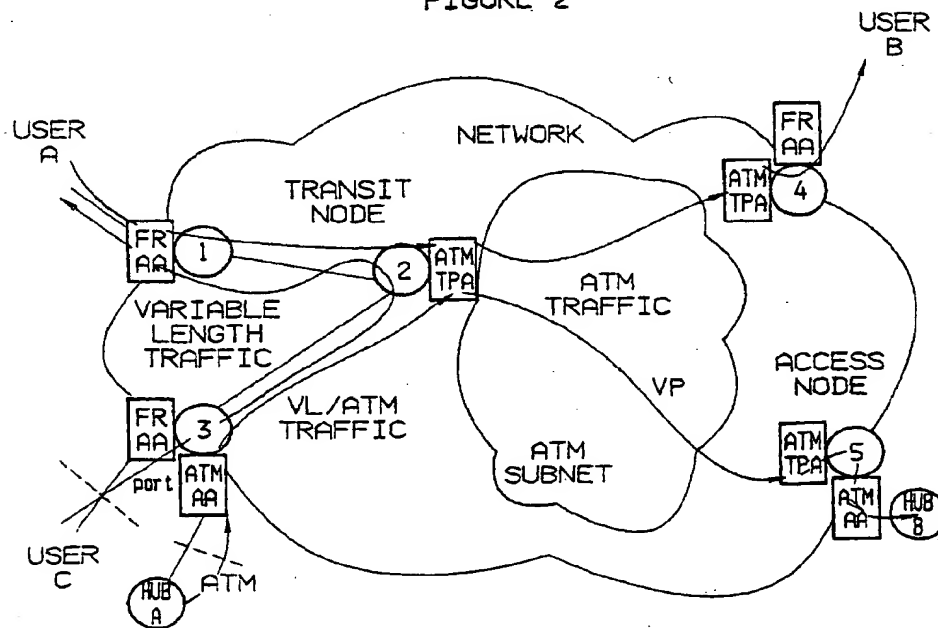 FIGURE 2
USER
B
USER
A
NETWORK
FR
AA
TRANSIT
NODE
ATM
TPA
4
FR
AA
1
2
ATM
TPA
ATM
TRAFFIC
VARIABLE
LENGTH
TRAFFIC
ACCESS
NODE
VP
FR
AA
3
VL/ATM
TRAFFIC
ATM
TPA
5
ATM
SUBNET
port
ATM
AA
ATM
AA
HUB
B
USER
C
HUB
A
ATM